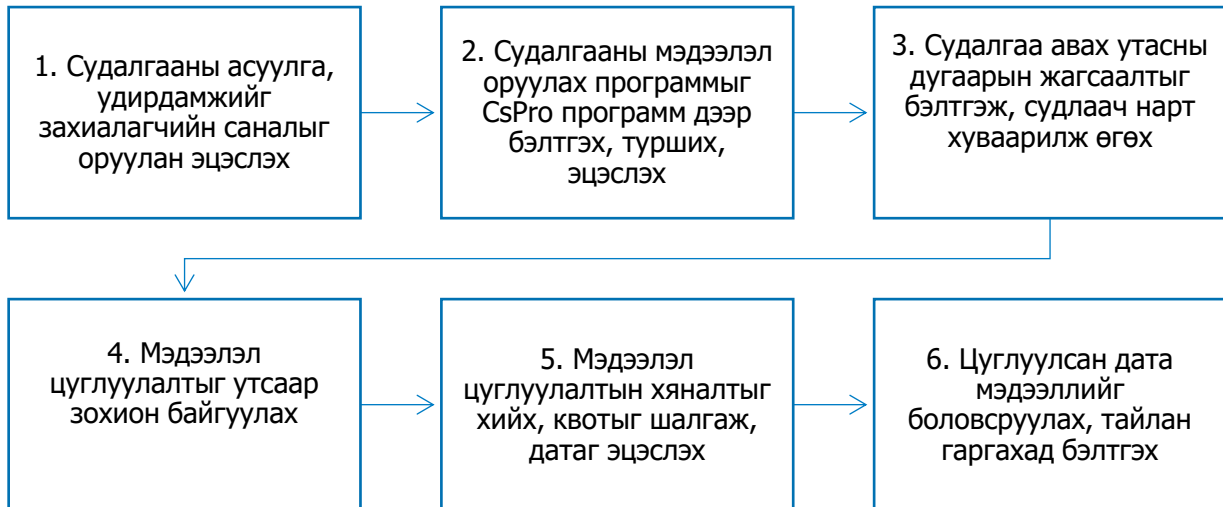 1. Судалгааны асуулга,
удирдамжийг
захиалагчийн саналыг
оруулан эцэслэх
2. Судалгааны мэдээлэл
оруулах программыг
CsPro программ дээр
бэлтгэх, турших,
эцэслэх
3. Судалгаа авах утасны
дугаарын жагсаалтыг
бэлтгэж, судлаач нарт
хуваарилж өгөх
4. Мэдээлэл
цуглуулалтыг утсаар
зохион байгуулах
5. Мэдээлэл
цуглуулалтын хяналтыг
хийх, квотыг шалгаж,
датаг эцэслэх
6. Цуглуулсан дата
мэдээллийг
боловсруулах, тайлан
гаргахад бэлтгэх